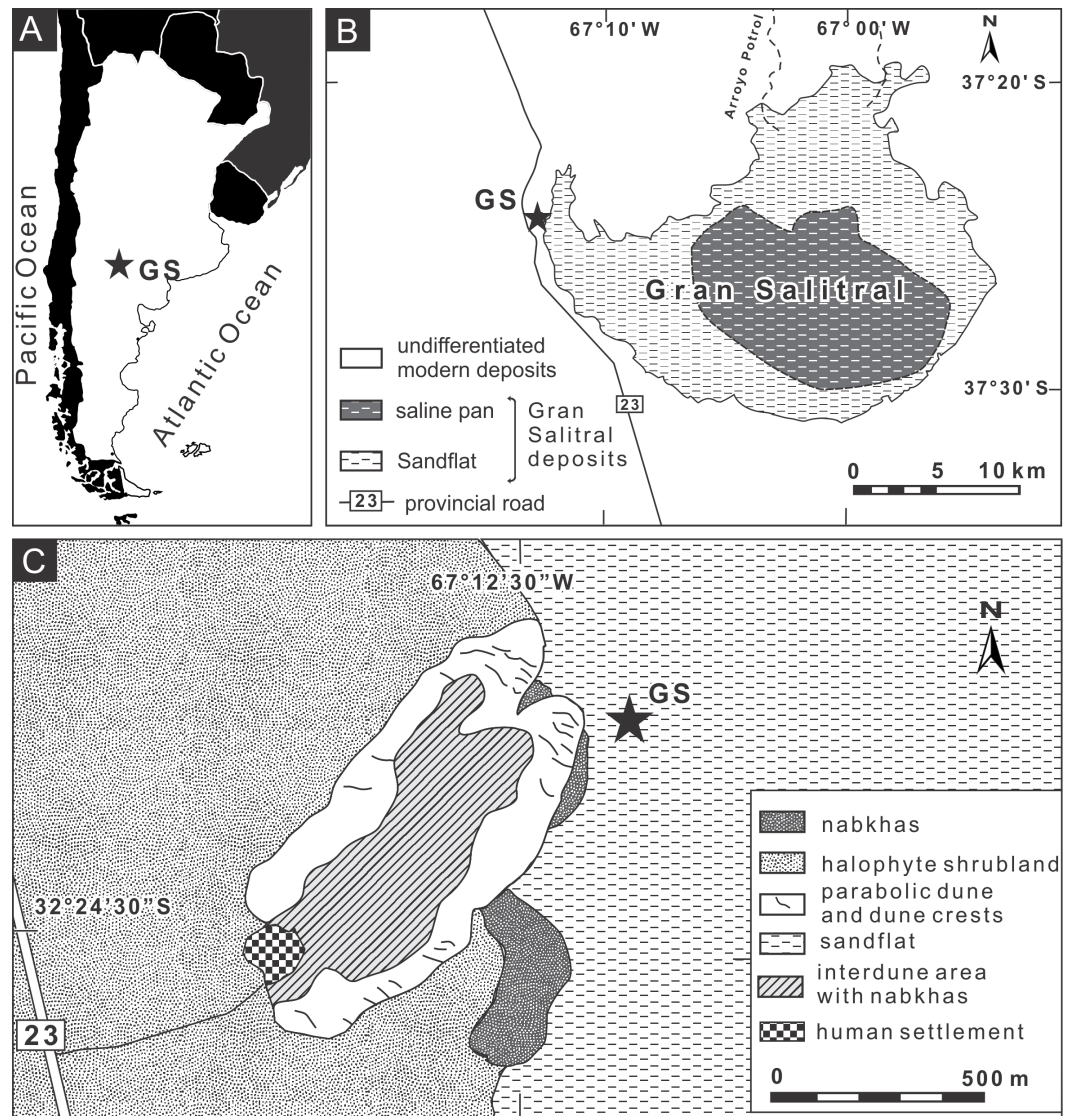 A
Pacific Ocean
GS
Atlantic Ocean
B
67°10' W
67°00' W
N
37°20' S
Arroyo Potrol
GS
Gran Salitral
37°30' S
23
undifferentiated
modern deposits
saline pan
Sandflat
Gran
Salitral
deposits
23
provincial road
0 5 10 km
C
67°12'30”W
N
GS
32°24'30”S
23
nabkhas
halophyte shrubland
parabolic dune
and dune crests
sandflat
interdune area
with nabkhas
human settlement
0 500 m